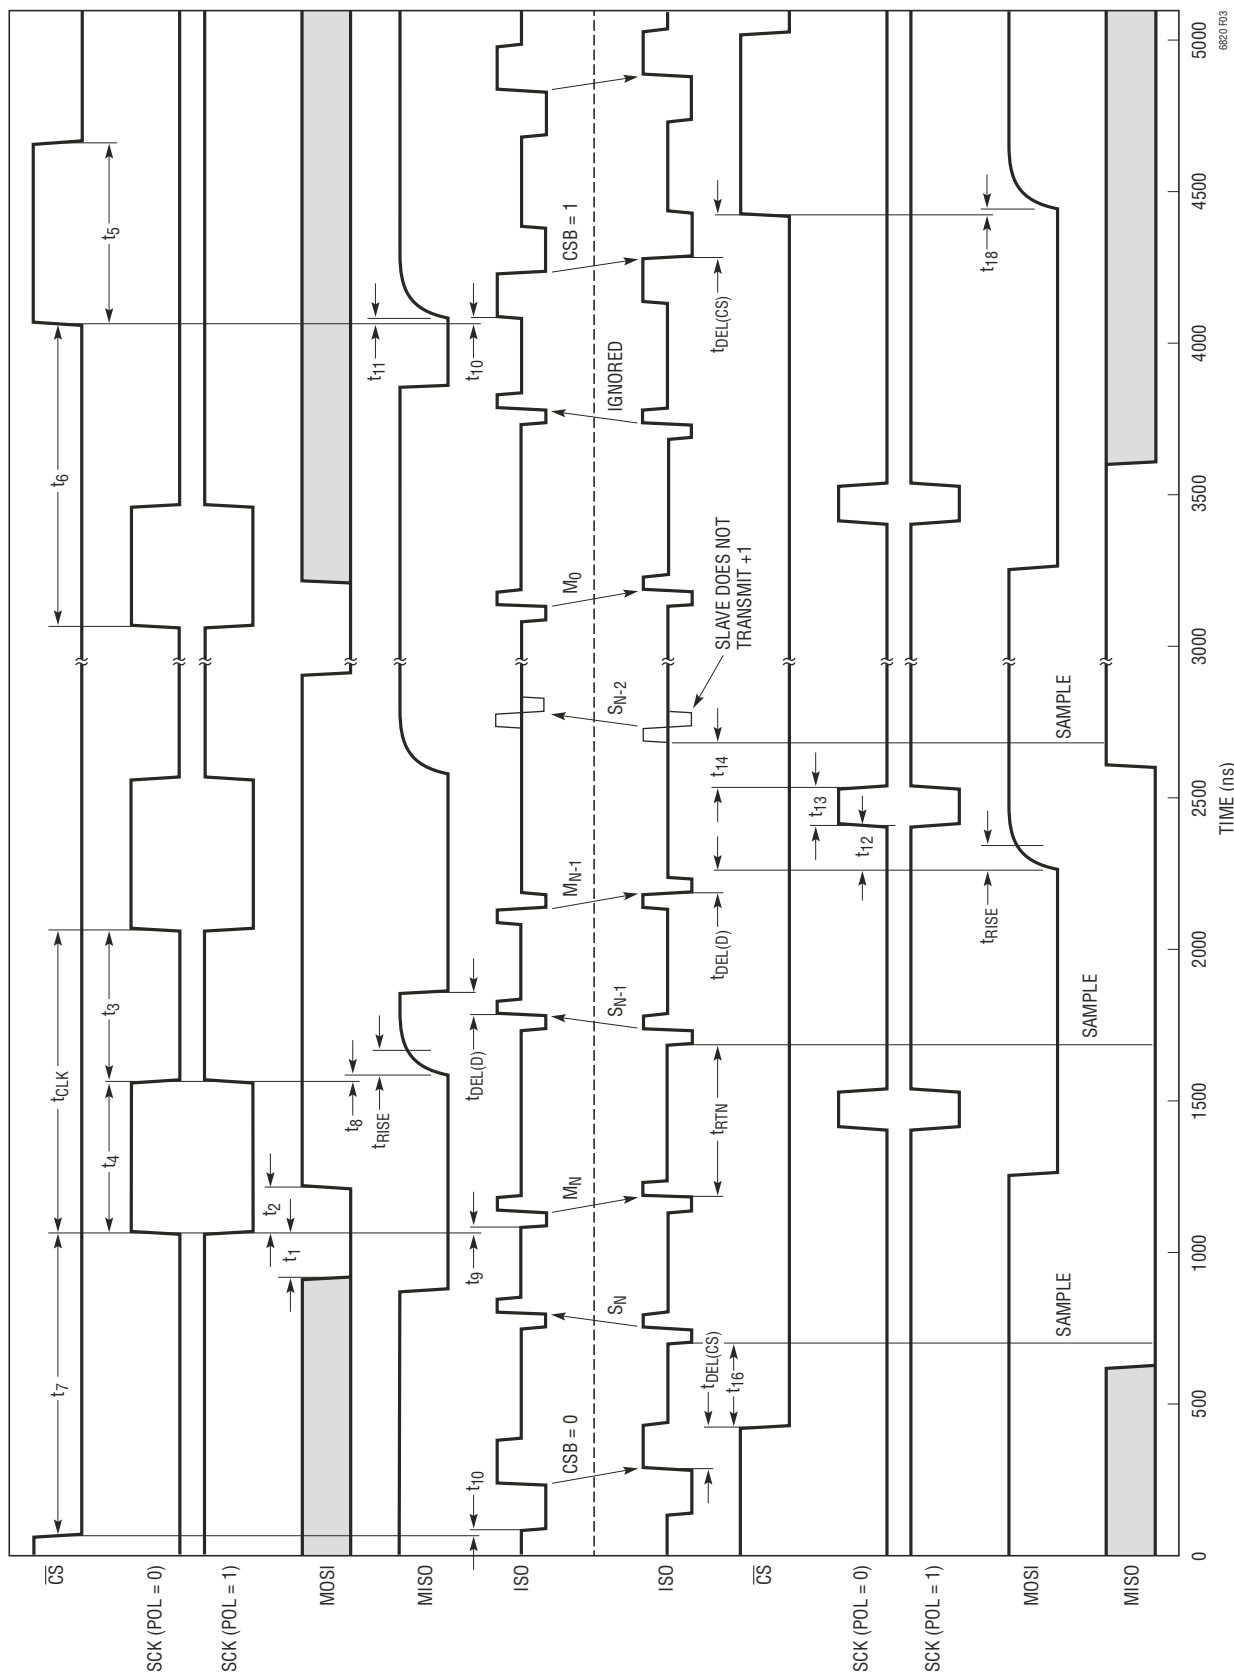 C̅S̅
SCK (POL = 0)
SCK (POL = 1)
MOSI
MISO
ISO
ISO
C̅S̅
SCK (POL = 0)
SCK (POL = 1)
MOSI
MISO
t7
t6
t5
tCLK
t4
t3
t1
t2
t8
tRISE
t11
tDEL(D)
t10
t9
t10
CSB = 0
SN
MN
SN-1
MN-1
SN-2
M0
IGNORED
CSB = 1
SLAVE DOES NOT
TRANSMIT +1
tDEL(CS)
t16
tRTN
tDEL(D)
t14
tDEL(CS)
t12
t13
tRISE
t18
SAMPLE
SAMPLE
SAMPLE
0
500
1000
1500
2000
2500
3000
3500
4000
4500
5000
TIME (ns)
6820 F03